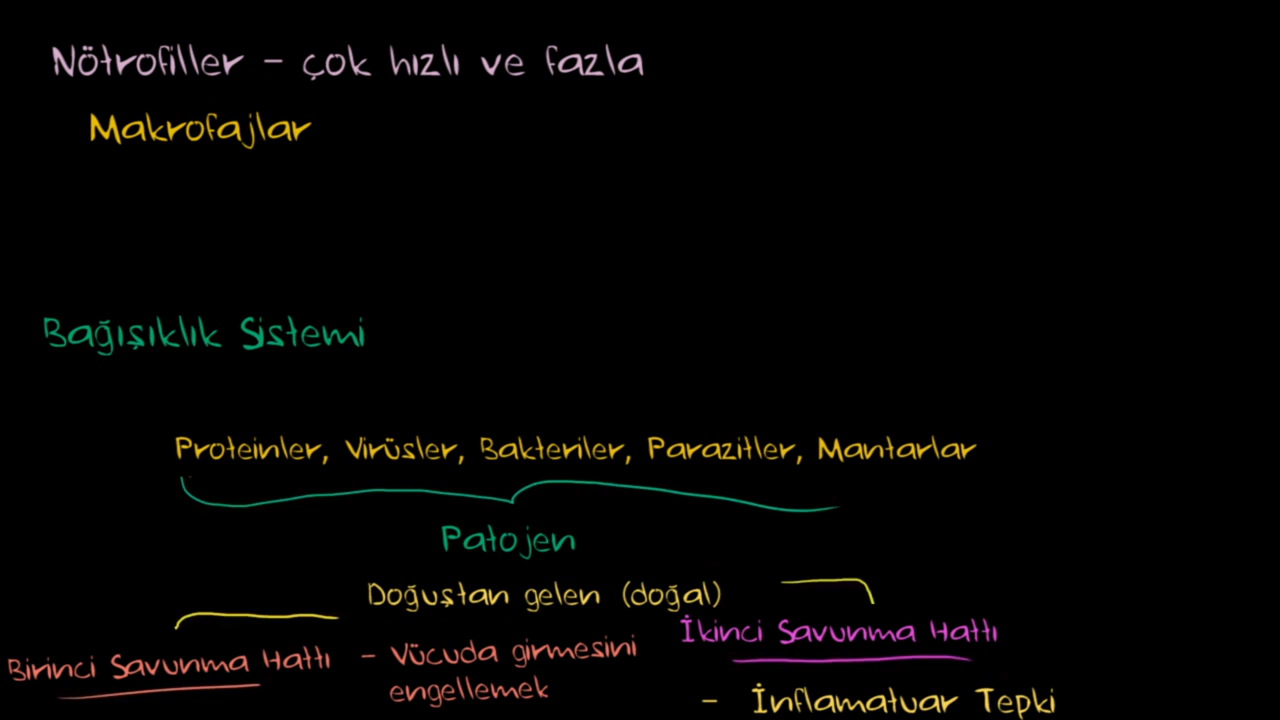 Nötrofiller - çok hızlı ve fazla
Makrofajlar
Bağışıklık Sistemi
Proteinler, Virüsler, Bakteriler, Parazitler, Mantarlar
Patojen
Doğuştan gelen (doğal)
Birinci Savunma Hattı
- Vücuda girmesini
engellemek
İkinci Savunma Hattı
- İnflamatuar Tepki